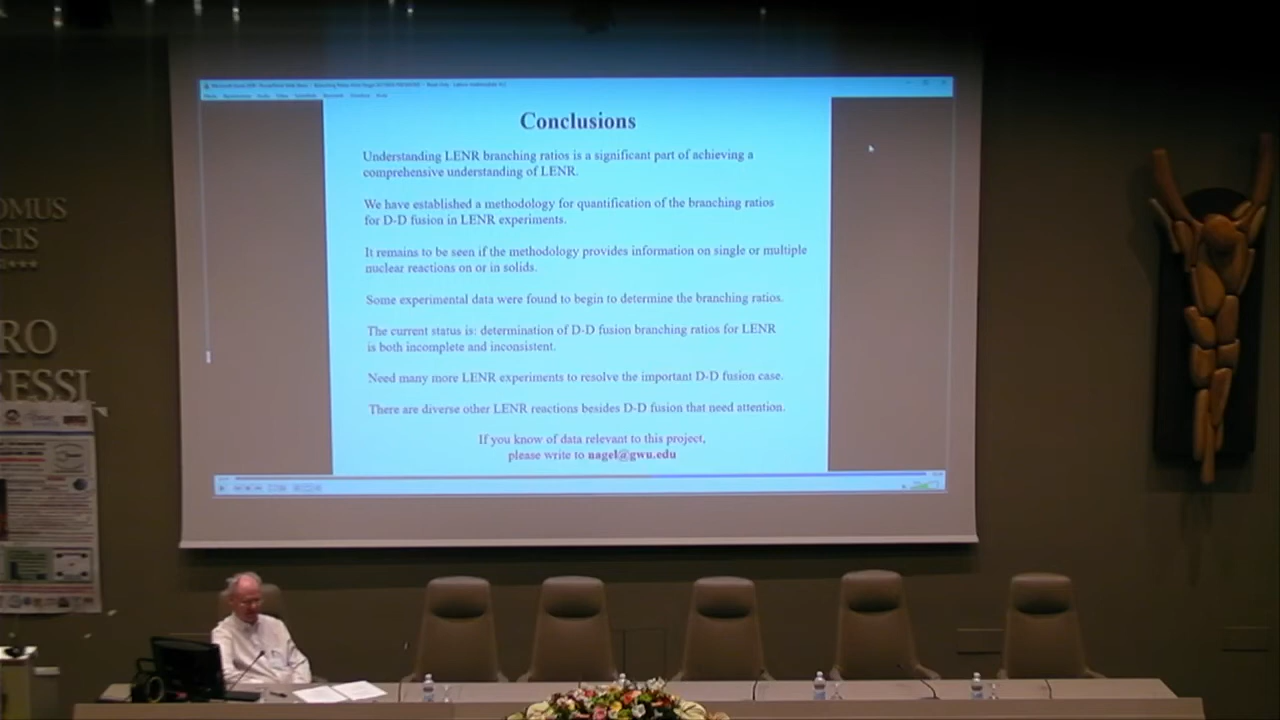 Conclusions
Understanding LENR branching ratios is a significant part of achieving a
comprehensive understanding of LENR.
We have established a methodology for quantification of the branching ratios
for D-D fusion in LENR experiments.
It remains to be seen if the methodology provides information on single or multiple
nuclear reactions on or in solids.
Some experimental data were found to begin to determine the branching ratios.
The current status is: determination of D-D fusion branching ratios for LENR
is both incomplete and inconsistent.
Need many more LENR experiments to resolve the important D-D fusion case.
There are diverse other LENR reactions besides D-D fusion that need attention.
If you know of data relevant to this project,
please write to nagel@gwu.edu
OMUS
CIS
RO
RESSI